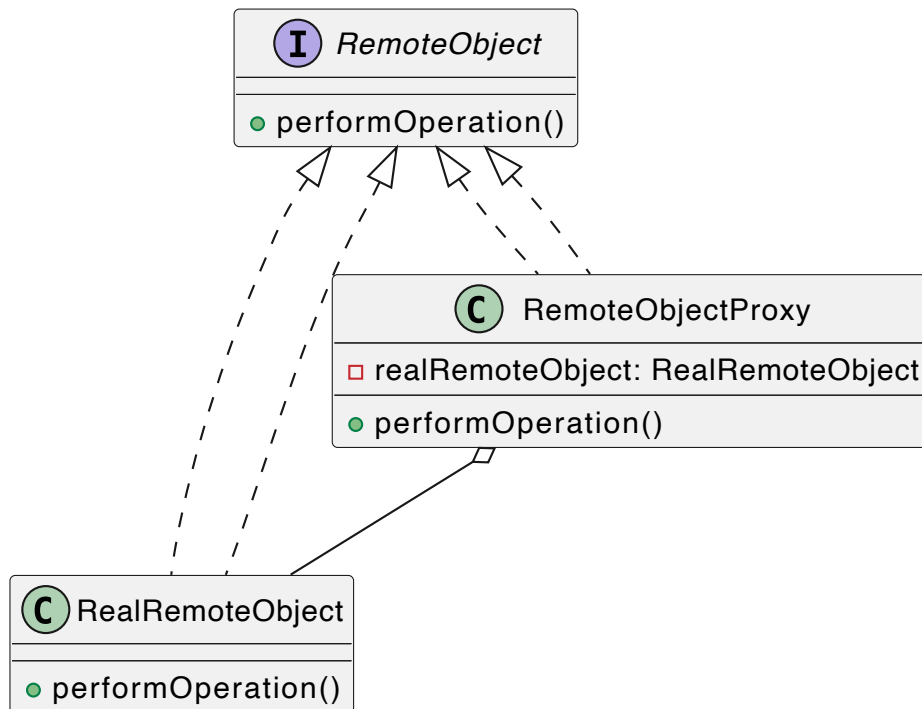 I RemoteObject
performOperation()
C RemoteObjectProxy
realRemoteObject: RealRemoteObject
performOperation()
C RealRemoteObject
performOperation()